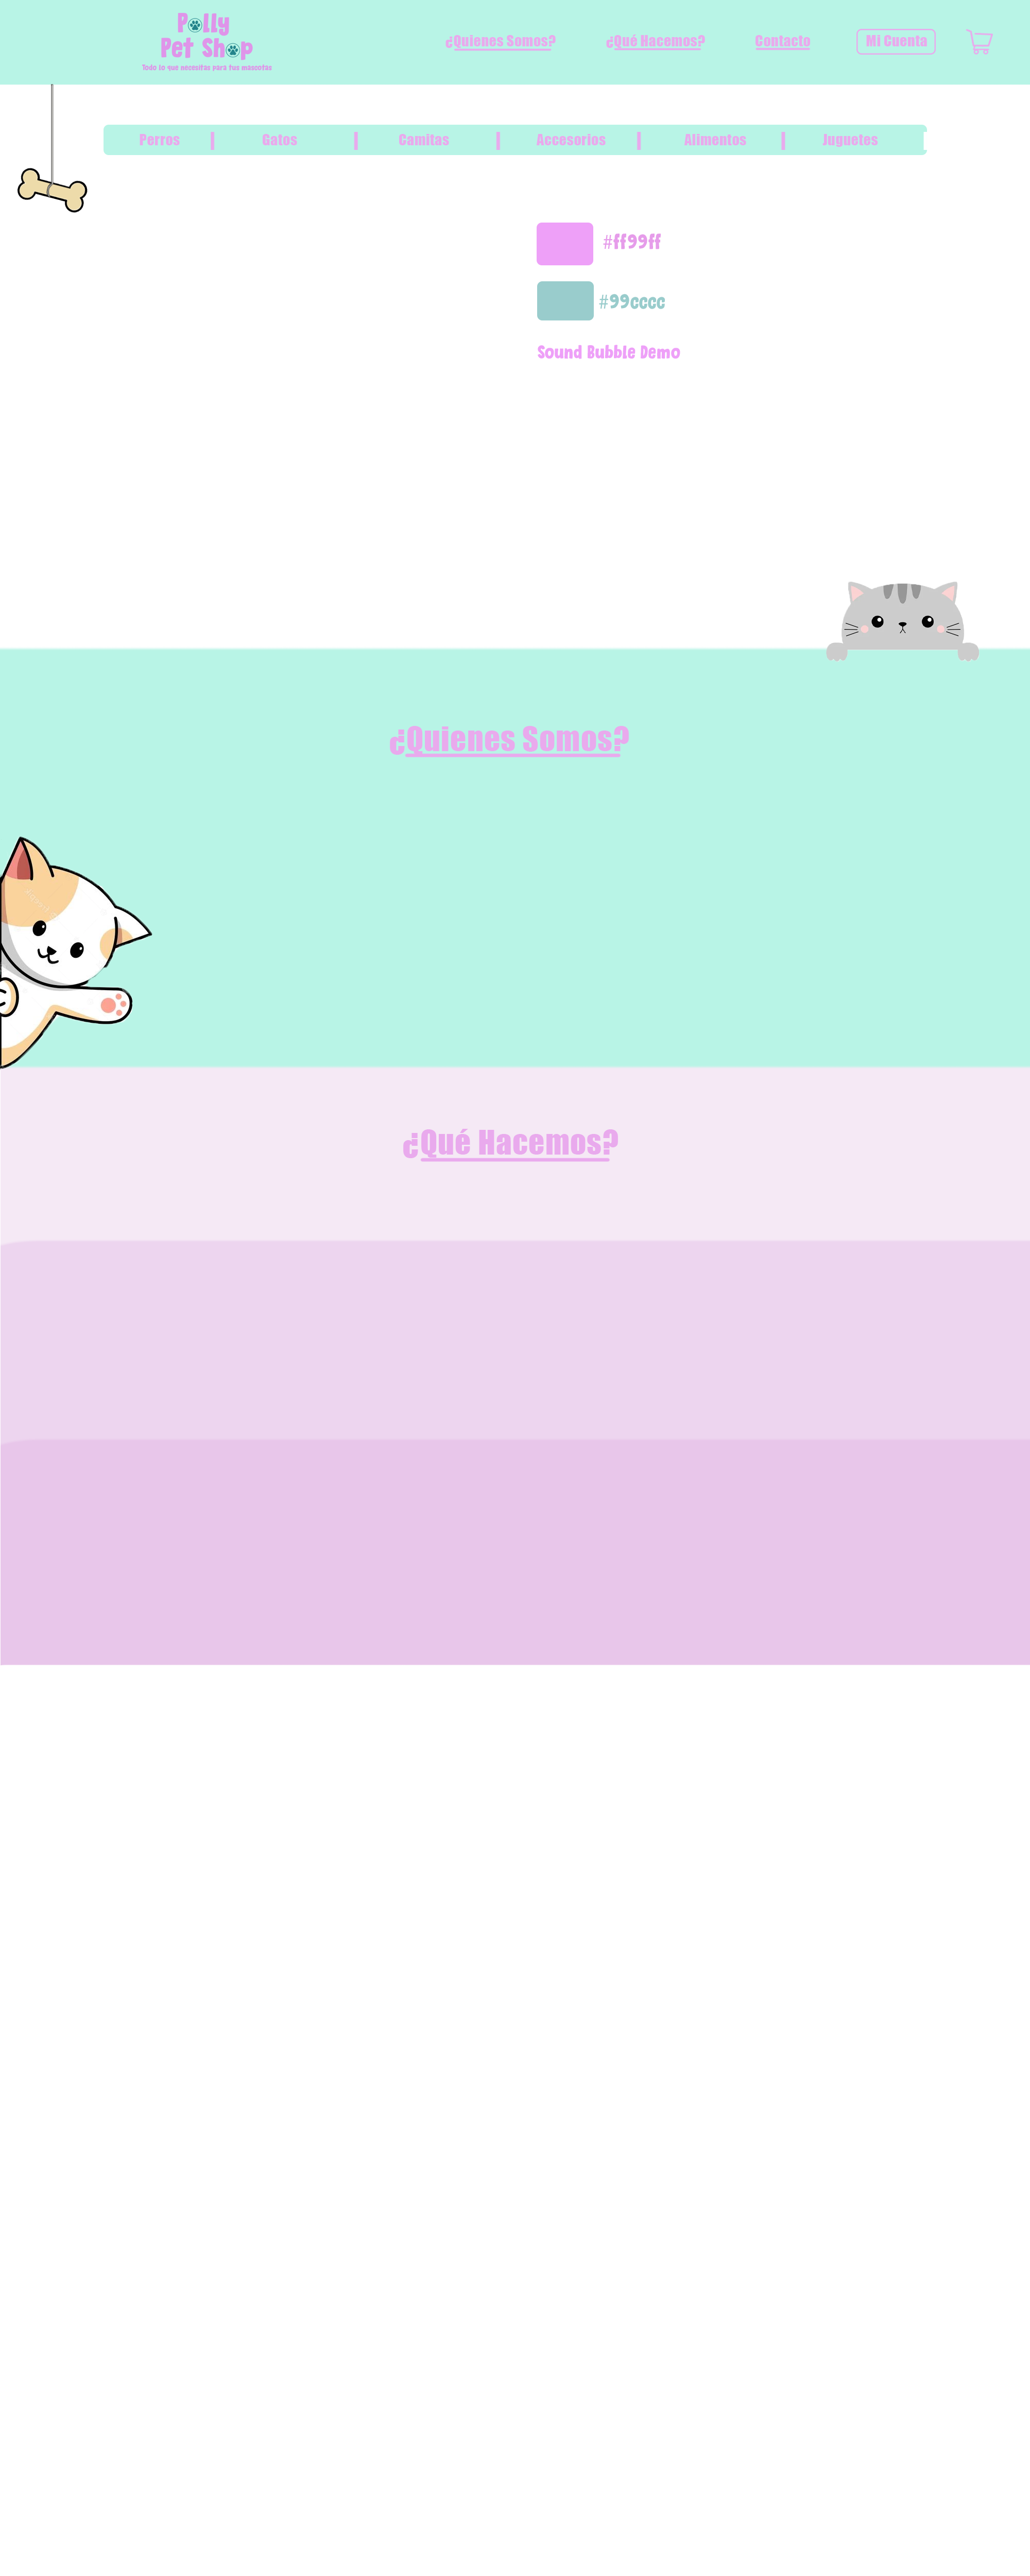 Polly
Pet Shop
Todo lo que necesitas para tus mascotas
¿Quienes Somos?
¿Qué Hacemos?
Contacto
Mi Cuenta
Perros
Gatos
Camitas
Accesorios
Alimentos
Juguetes
#ff99ff
#99cccc
Sound Bubble Demo
¿Quienes Somos?
¿Qué Hacemos?